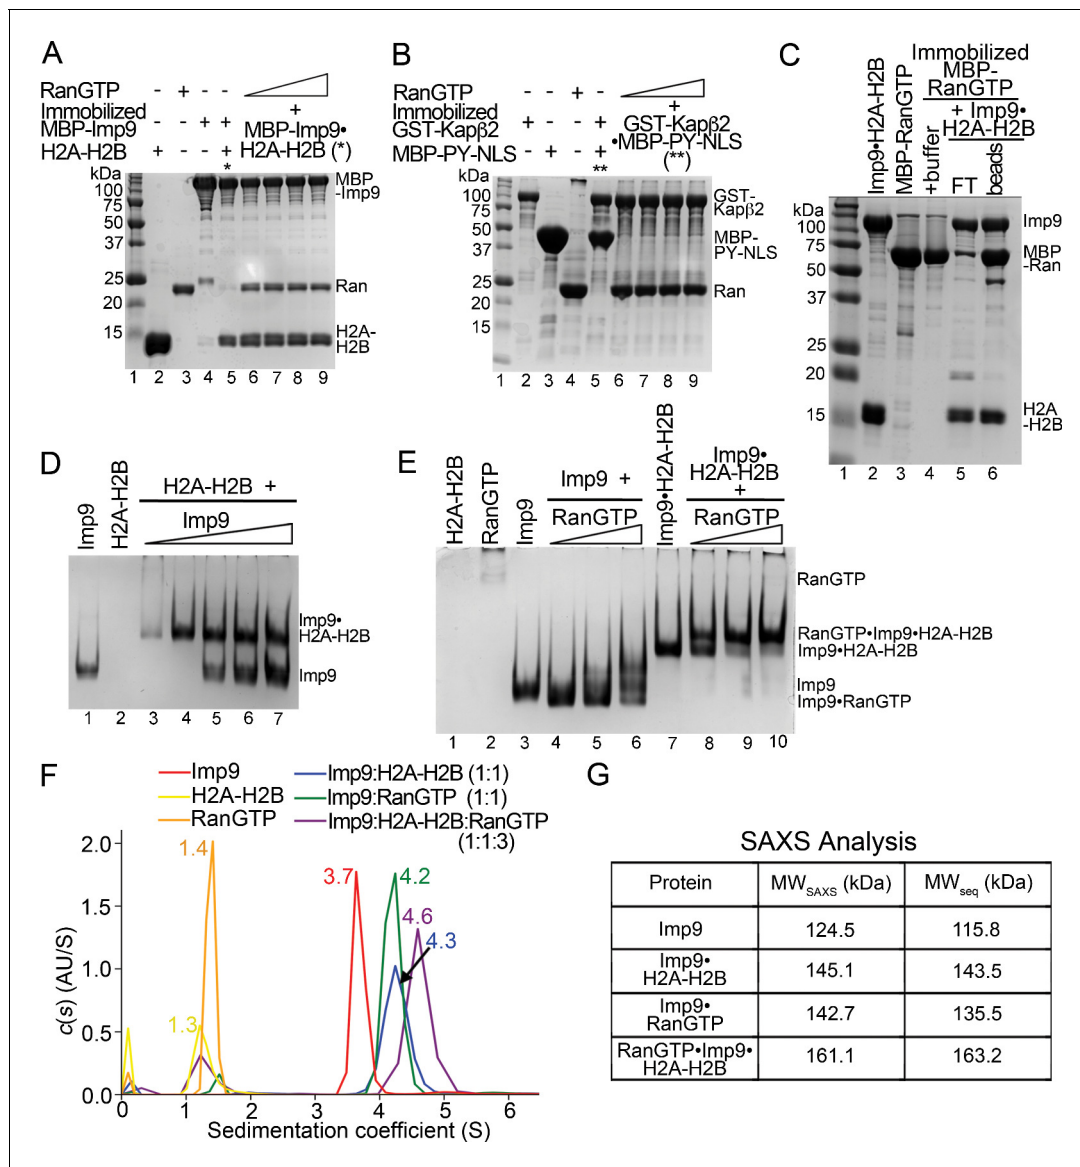 A
RanGTP - + - -
Immobilized
MBP-Imp9 - - + +
H2A-H2B + - - +
+
MBP-Imp9•
H2A-H2B (*)
*
kDa
100
75
50
37
25
20
15
MBP
-Imp9
Ran
H2A-
H2B
1 2 3 4 5 6 7 8 9
B
RanGTP - - + -
Immobilized
GST-Kapβ2 + - - +
MBP-PY-NLS - + - +
+
GST-Kapβ2
•MBP-PY-NLS
(**)
**
kDa
100
75
50
37
25
20
15
GST-
Kapβ2
MBP-
PY-NLS
Ran
1 2 3 4 5 6 7 8 9
C
Imp9•H2A-H2B
MBP-RanGTP
Immobilized
MBP-
RanGTP
+buffer
+ Imp9•
H2A-H2B
FT
beads
kDa
100
75
50
37
25
20
15
Imp9
MBP
-Ran
H2A
-H2B
1 2 3 4 5 6
D
Imp9
H2A-H2B
H2A-H2B +
Imp9
Imp9•
H2A-H2B
Imp9
1 2 3 4 5 6 7
E
H2A-H2B
RanGTP
Imp9
Imp9 +
RanGTP
Imp9•H2A-H2B
Imp9•
H2A-H2B
+
RanGTP
RanGTP
RanGTP•Imp9•H2A-H2B
Imp9•H2A-H2B
Imp9
Imp9•RanGTP
1 2 3 4 5 6 7 8 9 10
F
Imp9
H2A-H2B
RanGTP
Imp9:H2A-H2B (1:1)
Imp9:RanGTP (1:1)
Imp9:H2A-H2B:RanGTP
(1:1:3)
c(s) (AU/S)
2.0
1.5
1.0
0.5
0.0
1.4
1.3
3.7
4.2
4.6
4.3
0 1 2 3 4 5 6
Sedimentation coefficient (S)
G
SAXS Analysis
Protein MWSAXS (kDa) MWseq (kDa)
Imp9 124.5 115.8
Imp9•
H2A-H2B 145.1 143.5
Imp9•
RanGTP 142.7 135.5
RanGTP•Imp9•
H2A-H2B 161.1 163.2